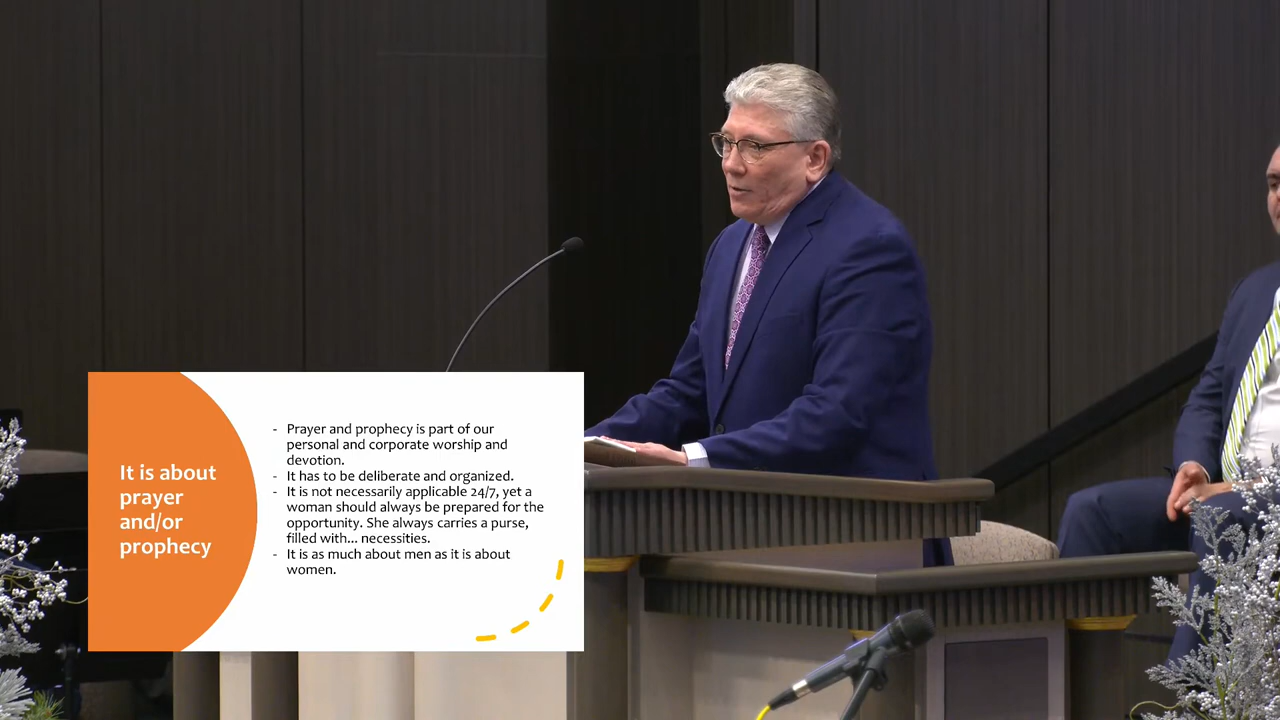 It is about
prayer
and/or
prophecy
- Prayer and prophecy is part of our
personal and corporate worship and
devotion.
- It has to be deliberate and organized.
- It is not necessarily applicable 24/7, yet a
woman should always be prepared for the
opportunity. She always carries a purse,
filled with... necessities.
- It is as much about men as it is about
women.